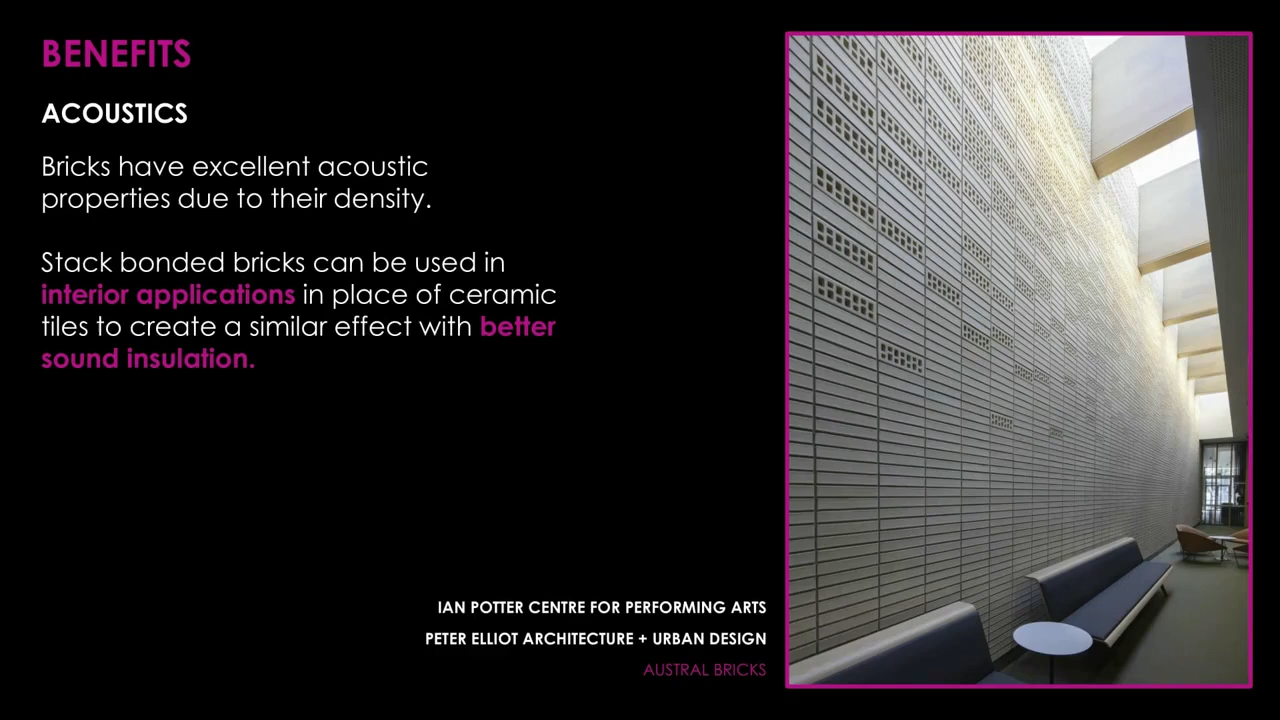 BENEFITS
ACOUSTICS
Bricks have excellent acoustic
properties due to their density.
Stack bonded bricks can be used in
interior applications in place of ceramic
tiles to create a similar effect with better
sound insulation.
IAN POTTER CENTRE FOR PERFORMING ARTS
PETER ELLIOT ARCHITECTURE + URBAN DESIGN
AUSTRAL BRICKS